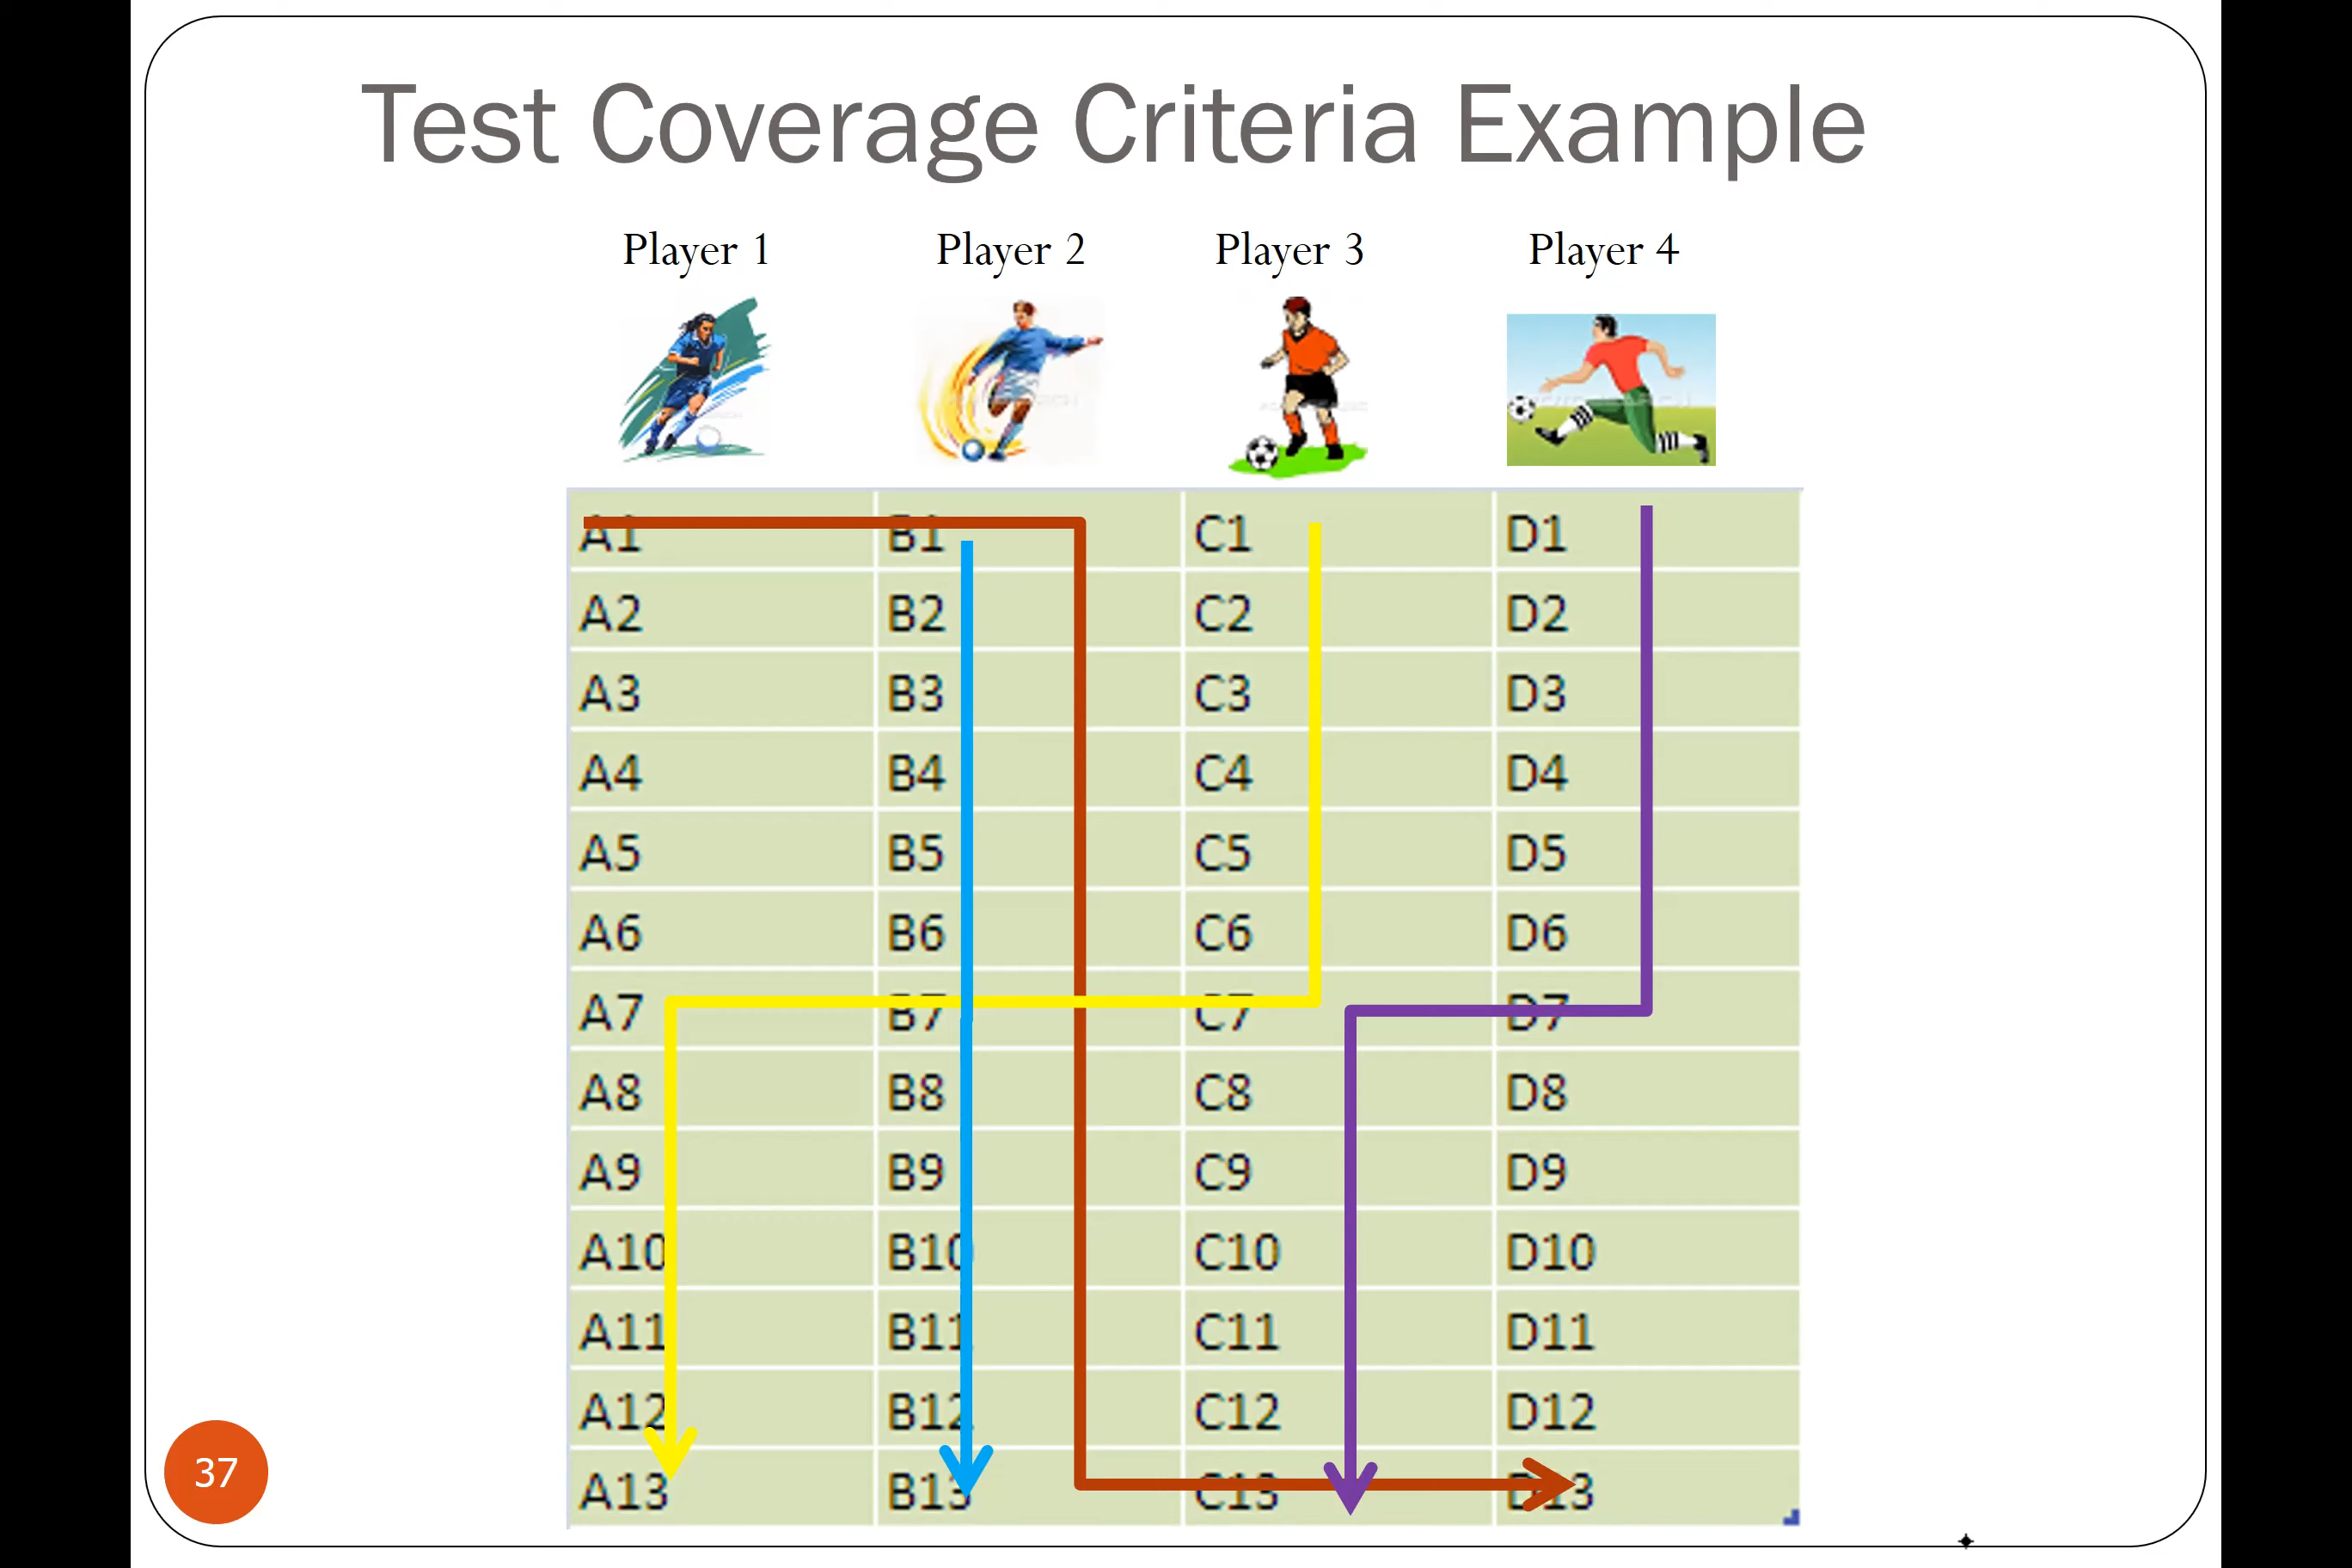 Test Coverage Criteria Example
Player 1 Player 2 Player 3 Player 4
A1 B1 C1 D1
A2 B2 C2 D2
A3 B3 C3 D3
A4 B4 C4 D4
A5 B5 C5 D5
A6 B6 C6 D6
A7 B7 C7 D7
A8 B8 C8 D8
A9 B9 C9 D9
A10 B10 C10 D10
A11 B11 C11 D11
A12 B12 C12 D12
A13 B13 C13 D13
37